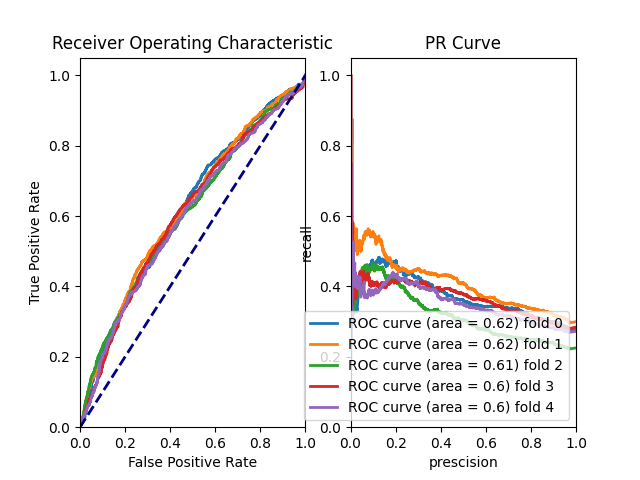 Receiver Operating Characteristic
PR Curve
True Positive Rate
1.0
0.8
0.6
0.4
0.2
0.0
0.0 0.2 0.4 0.6 0.8 1.0
False Positive Rate
recall
1.0
0.8
0.6
0.4
0.2
0.0
ROC curve (area = 0.62) fold 0
ROC curve (area = 0.62) fold 1
ROC curve (area = 0.61) fold 2
ROC curve (area = 0.6) fold 3
ROC curve (area = 0.6) fold 4
0.0 0.2 0.4 0.6 0.8 1.0
prescision